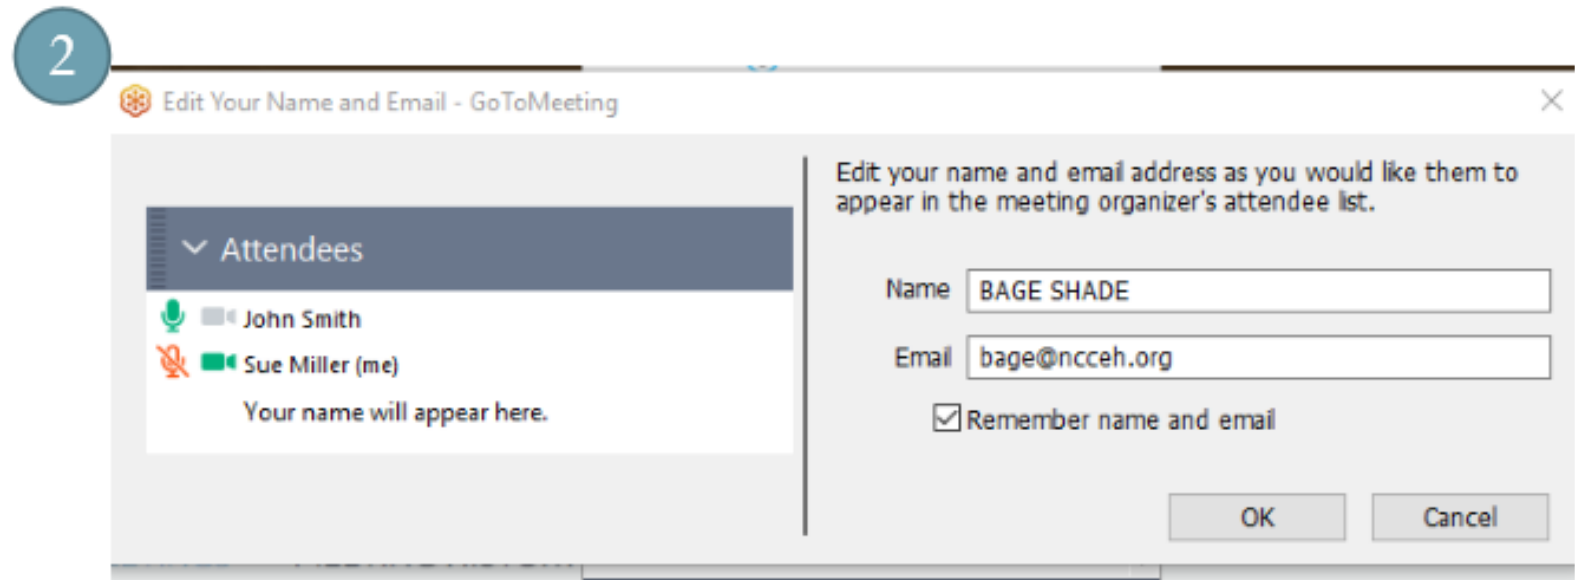 2
Edit Your Name and Email - GoToMeeting
Edit your name and email address as you would like them to
appear in the meeting organizer's attendee list.
Attendees
John Smith
Sue Miller (me)
Your name will appear here.
Name BAGE SHADE
Email bage@ncceh.org
Remember name and email
OK Cancel